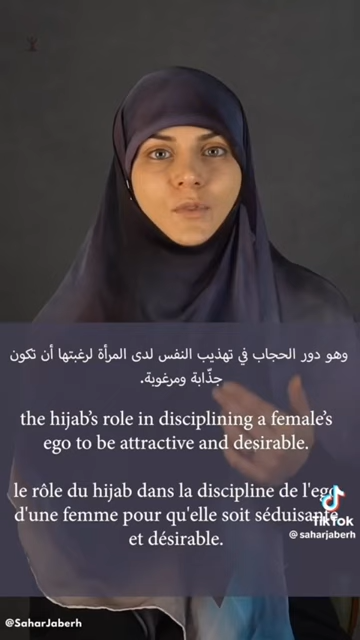 وهو دور الحجاب في تهذيب النفس لدى المرأة لرغبتها أن تكون
جذّابة ومرغوبة.
the hijab's role in disciplining a female's
ego to be attractive and desirable.
le rôle du hijab dans la discipline de l'ego
d'une femme pour qu'elle soit séduisante
et désirable.
TikTok
@saharjaberh
@SaharJaberh